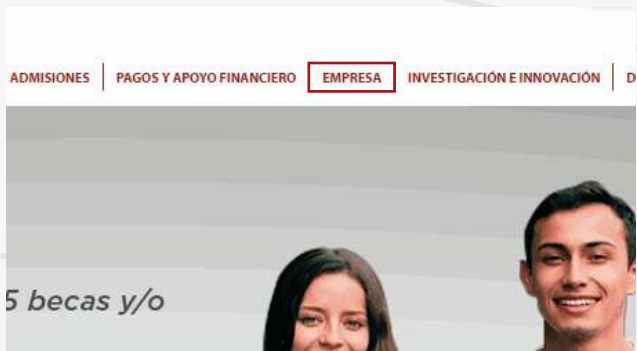 ADMISIONES PAGOS Y APOYO FINANCIERO EMPRESA INVESTIGACIÓN E INNOVACIÓN D
5 becas y/o